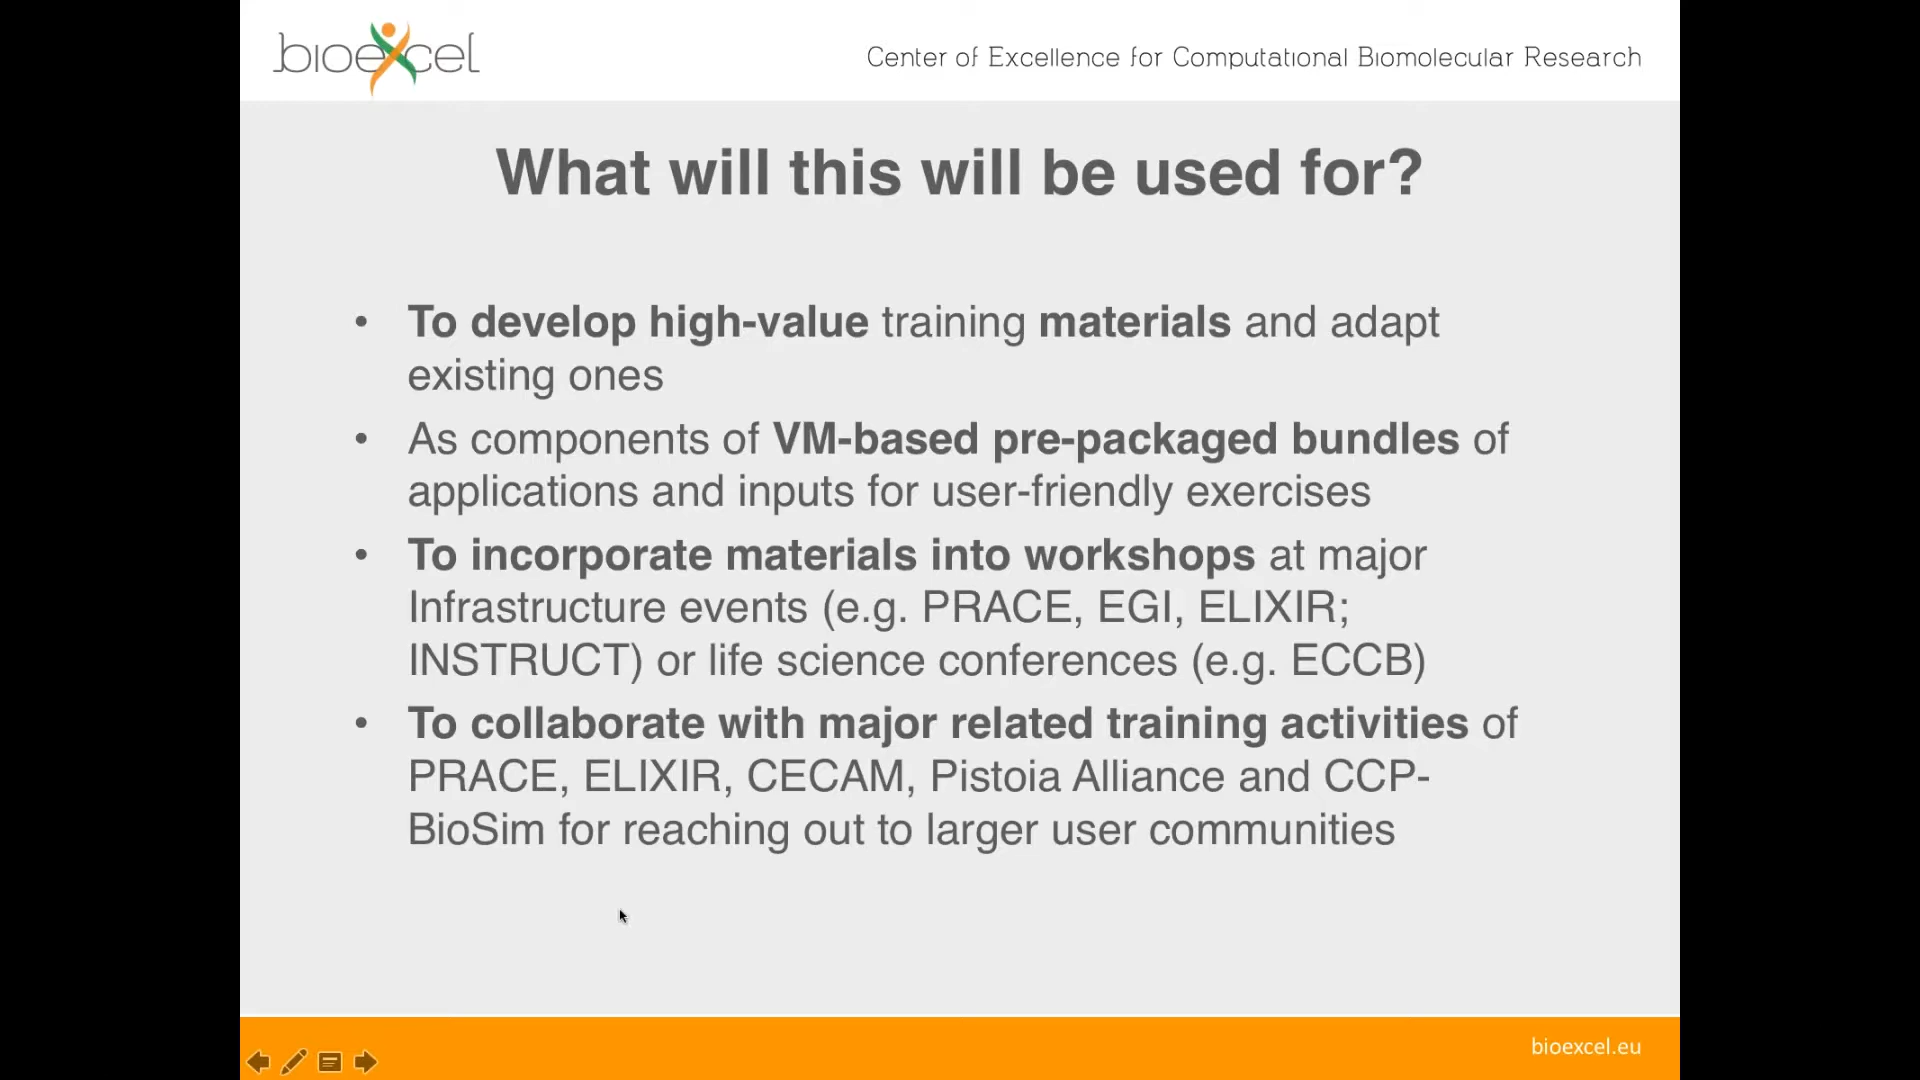 bioexcel
Center of Excellence for Computational Biomolecular Research
What will this will be used for?
• To develop high-value training materials and adapt
existing ones
• As components of VM-based pre-packaged bundles of
applications and inputs for user-friendly exercises
• To incorporate materials into workshops at major
Infrastructure events (e.g. PRACE, EGI, ELIXIR;
INSTRUCT) or life science conferences (e.g. ECCB)
• To collaborate with major related training activities of
PRACE, ELIXIR, CECAM, Pistoia Alliance and CCP-
BioSim for reaching out to larger user communities
bioexcel.eu